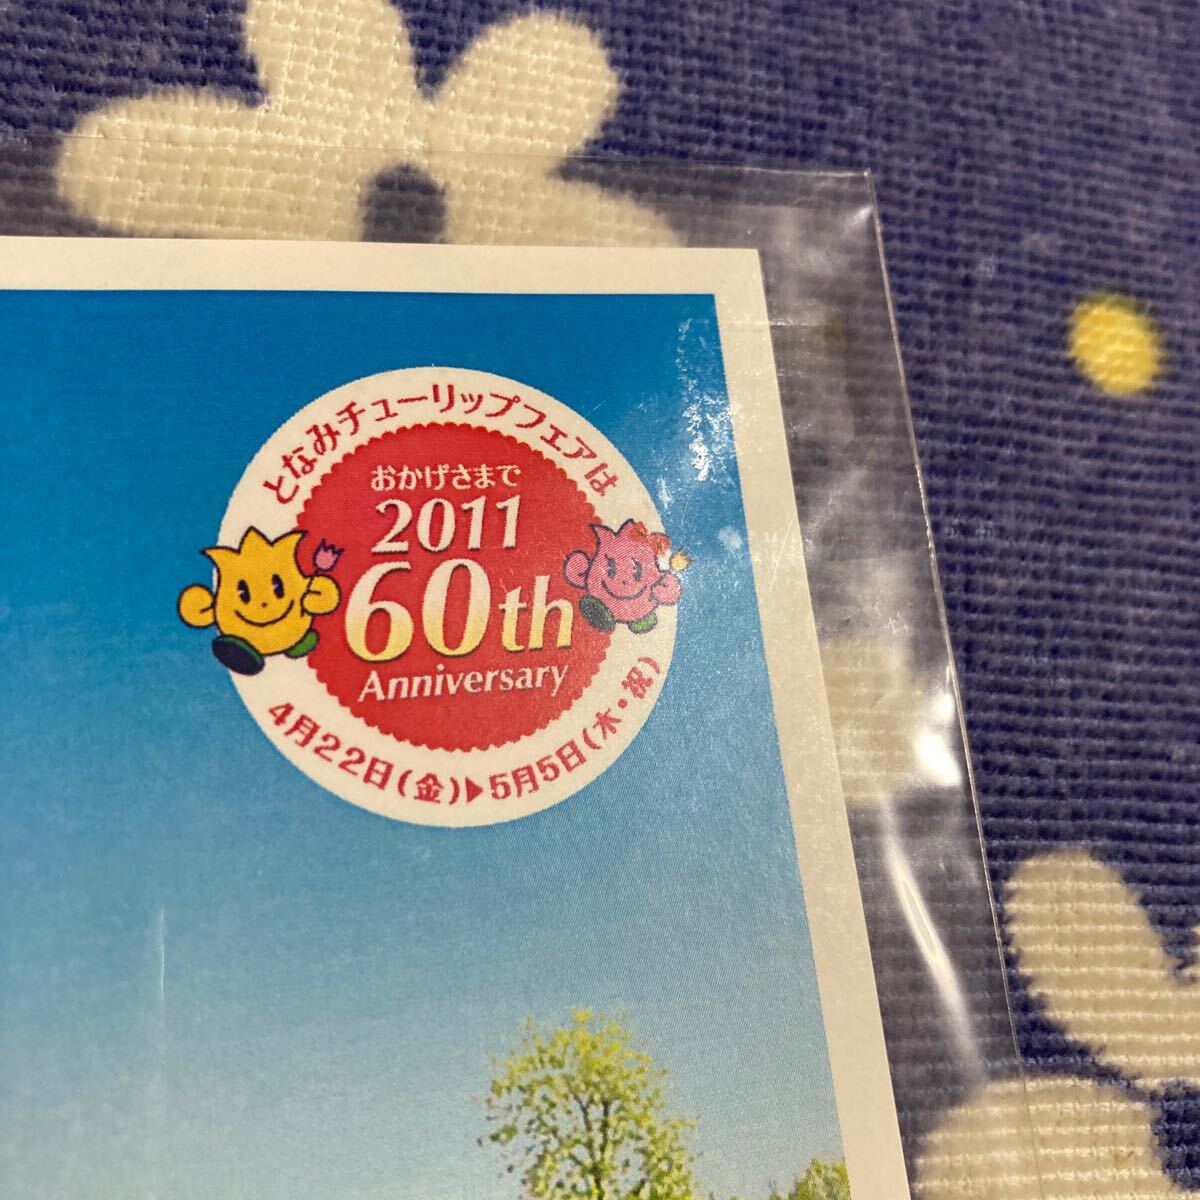 となみチューリップフェアは
おかげさまで
2011
60th
Anniversary
4月22日(金)▶5月5日(木・祝)